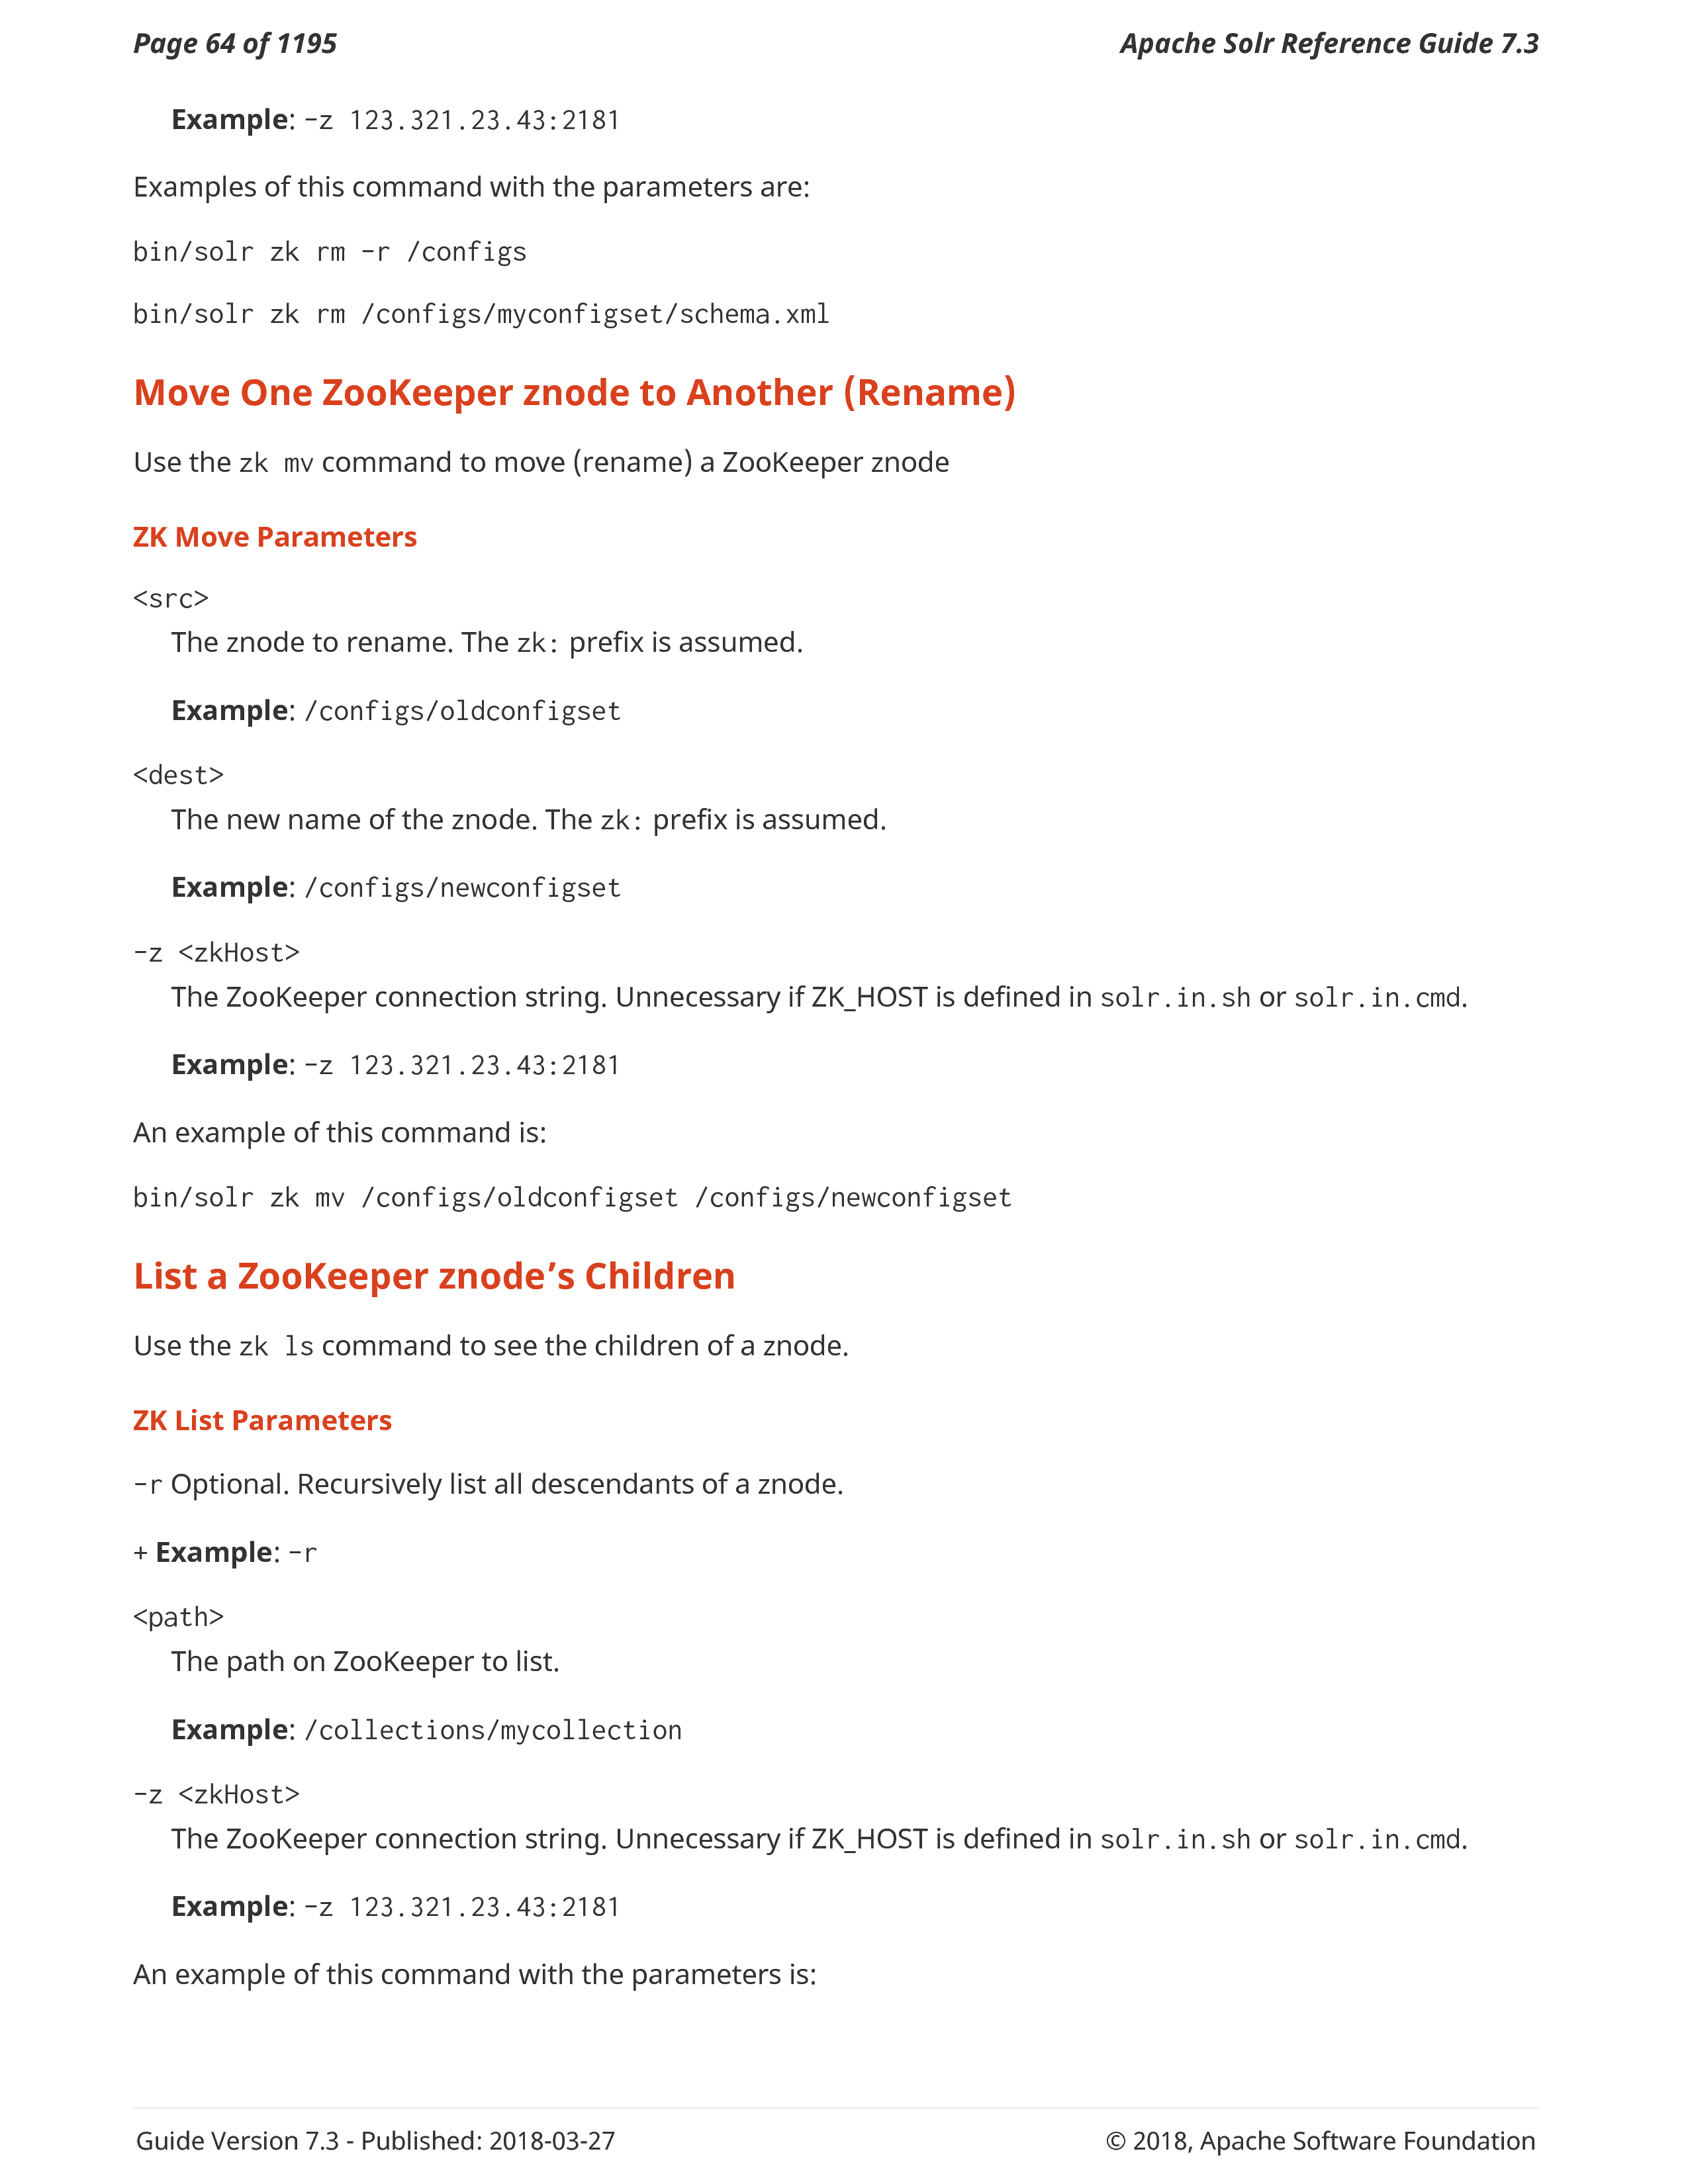 Page 64 of 1195
Apache Solr Reference Guide 7.3
Example: -z 123.321.23.43:2181
Examples of this command with the parameters are:
bin/solr zk rm -r /configs
bin/solr zk rm /configs/myconfigset/schema.xml
Move One ZooKeeper znode to Another (Rename)
Use the zk mv command to move (rename) a ZooKeeper znode
ZK Move Parameters
<src>
The znode to rename. The zk: prefix is assumed.
Example: /configs/oldconfigset
<dest>
The new name of the znode. The zk: prefix is assumed.
Example: /configs/newconfigset
-z <zkHost>
The ZooKeeper connection string. Unnecessary if ZK_HOST is defined in solr.in.sh or solr.in.cmd.
Example: -z 123.321.23.43:2181
An example of this command is:
bin/solr zk mv /configs/oldconfigset /configs/newconfigset
List a ZooKeeper znode’s Children
Use the zk ls command to see the children of a znode.
ZK List Parameters
-r Optional. Recursively list all descendants of a znode.
+ Example: -r
<path>
The path on ZooKeeper to list.
Example: /collections/mycollection
-z <zkHost>
The ZooKeeper connection string. Unnecessary if ZK_HOST is defined in solr.in.sh or solr.in.cmd.
Example: -z 123.321.23.43:2181
An example of this command with the parameters is:
Guide Version 7.3 - Published: 2018-03-27
© 2018, Apache Software Foundation